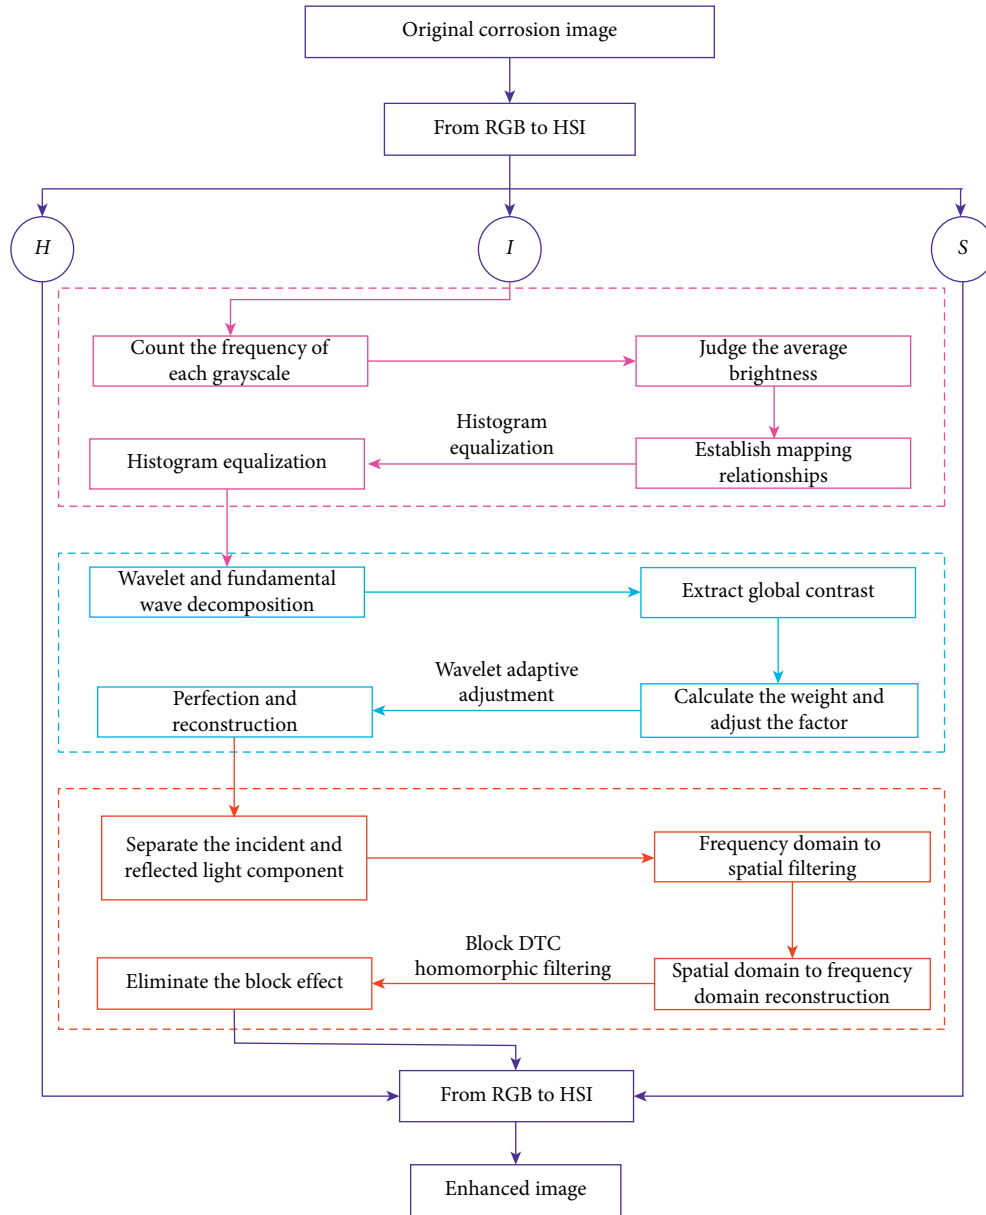 Original corrosion image
From RGB to HSI
H
I
S
Count the frequency of
each grayscale
Judge the average
brightness
Histogram
equalization
Histogram equalization
Establish mapping
relationships
Wavelet and fundamental
wave decomposition
Extract global contrast
Wavelet adaptive
adjustment
Perfection and
reconstruction
Calculate the weight and
adjust the factor
Separate the incident and
reflected light component
Frequency domain to
spatial filtering
Block DTC
homomorphic filtering
Eliminate the block effect
Spatial domain to frequency
domain reconstruction
From RGB to HSI
Enhanced image